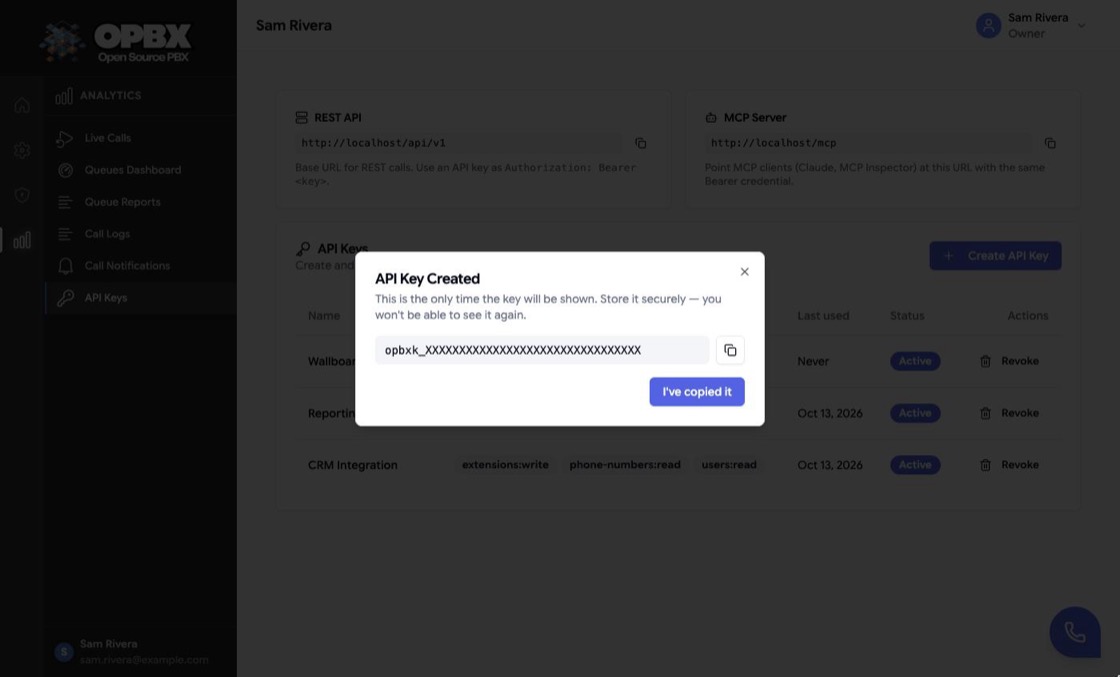 OPBX
Open Source PBX
Sam Rivera
Sam Rivera
Owner
ANALYTICS
Live Calls
Queues Dashboard
Queue Reports
Call Logs
Call Notifications
API Keys
REST API
http://localhost/api/v1
Base URL for REST calls. Use an API key as Authorization: Bearer
<key>.
MCP Server
http://localhost/mcp
Point MCP clients (Claude, MCP Inspector) at this URL with the same
Bearer credential.
API Keys
Create and
Create API Key
Name
Last used
Status
Actions
Never
Active
Revoke
Oct 13, 2026
Active
Revoke
CRM Integration
extensions:write
phone-numbers:read
users:read
Oct 13, 2026
Active
Revoke
API Key Created
This is the only time the key will be shown. Store it securely — you
won't be able to see it again.
opbxk_XXXXXXXXXXXXXXXXXXXXXXXXXXXXXXXX
I've copied it
S
Sam Rivera
sam.rivera@example.com